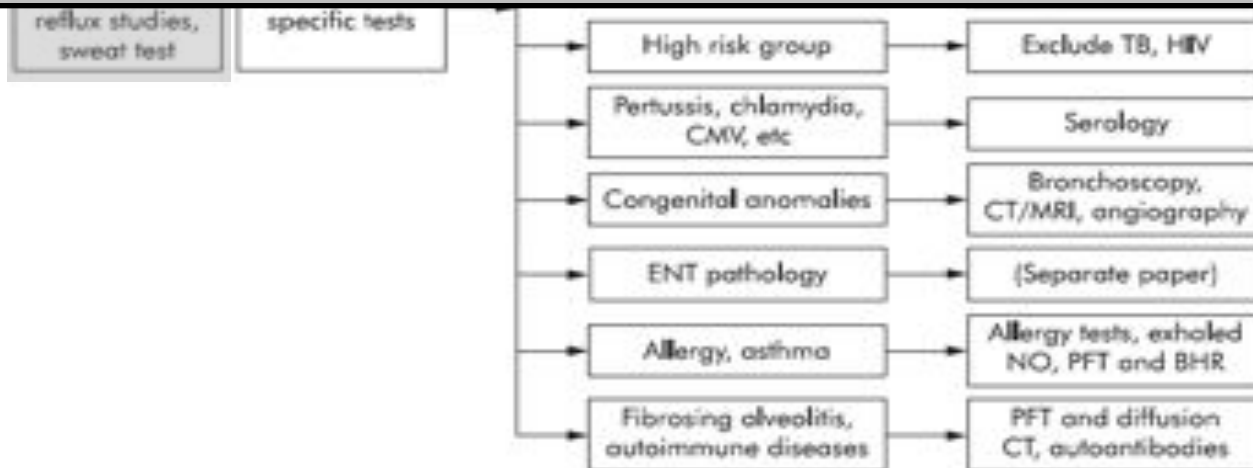 reflux studies,
sweat test
specific tests
High risk group
Exclude TB, HIV
Pertussis, chlamydia,
CMV, etc
Serology
Congenital anomalies
Bronchoscopy,
CT/MRI, angiography
ENT pathology
(Separate paper)
Allergy, asthma
Allergy tests, exhaled
NO, PFT and BHR
Fibrosing alveolitis,
autoimmune diseases
PFT and diffusion
CT, autoantibodies